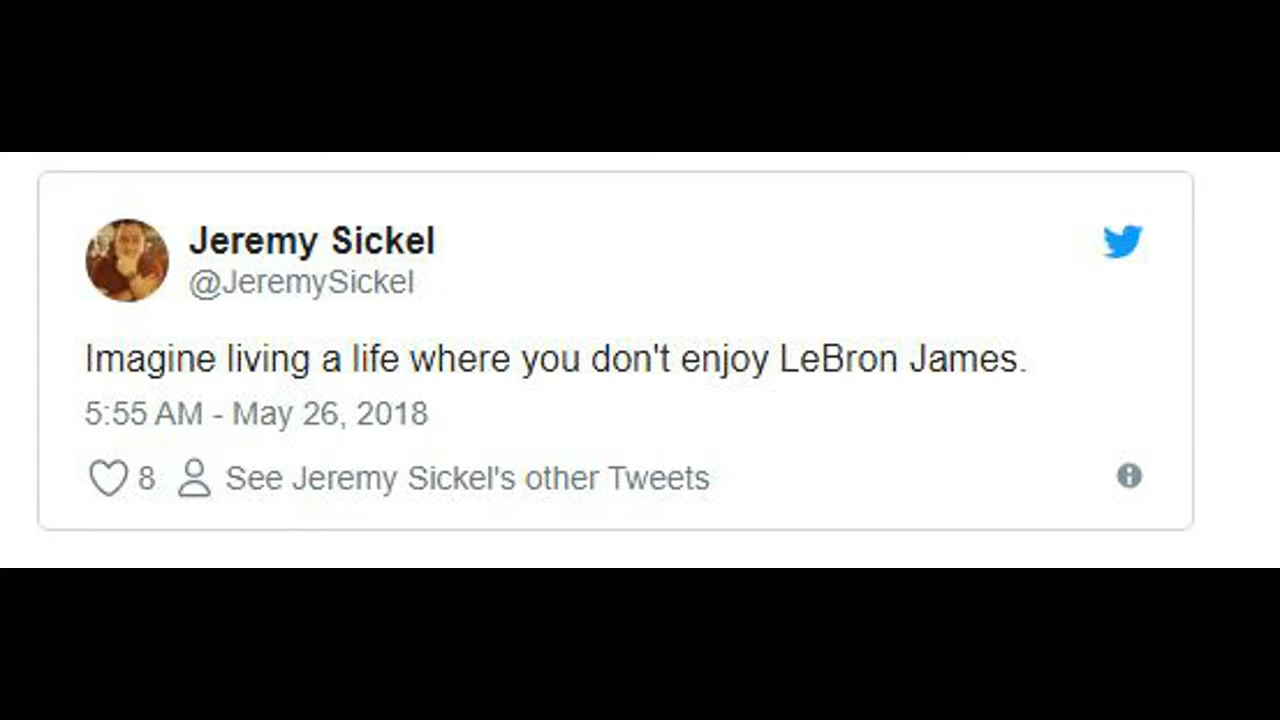 Jeremy Sickel
@JeremySickel
Imagine living a life where you don't enjoy LeBron James.
5:55 AM - May 26, 2018
8 See Jeremy Sickel's other Tweets